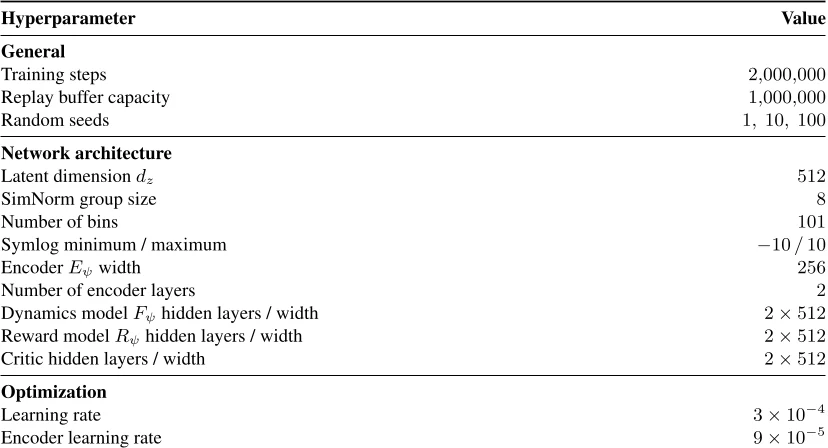 Hyperparameter Value
General
Training steps 2,000,000
Replay buffer capacity 1,000,000
Random seeds 1, 10, 100
Network architecture
Latent dimension d_z 512
SimNorm group size 8
Number of bins 101
Symlog minimum / maximum −10 / 10
Encoder E_ψ width 256
Number of encoder layers 2
Dynamics model F_ψ hidden layers / width 2 × 512
Reward model R_ψ hidden layers / width 2 × 512
Critic hidden layers / width 2 × 512
Optimization
Learning rate 3 × 10⁻⁴
Encoder learning rate 9 × 10⁻⁵